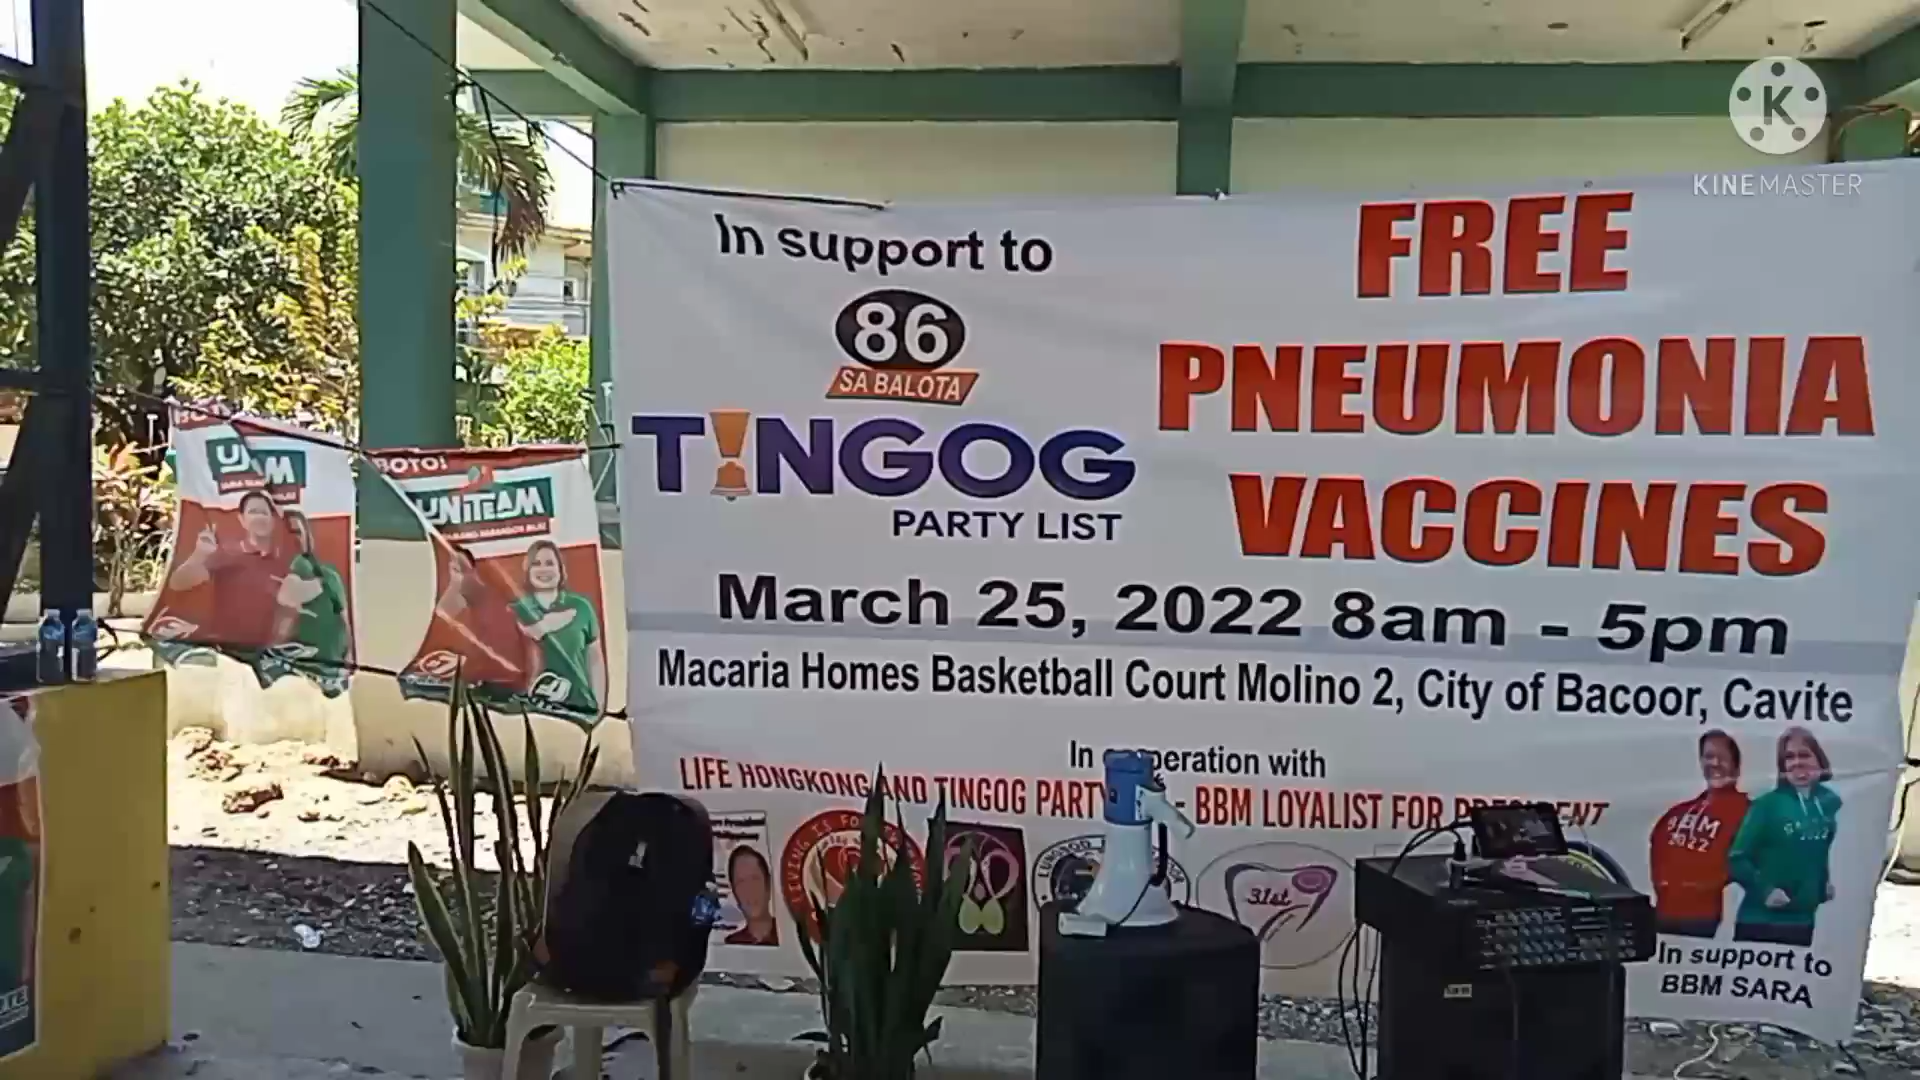 KINEMASTER
In support to
86
SA BALOTA
TINGOG
PARTY LIST
FREE
PNEUMONIA
VACCINES
March 25, 2022 8am - 5pm
Macaria Homes Basketball Court Molino 2, City of Bacoor, Cavite
In cooperation with
LIFE HONGKONG AND TINGOG PARTY - BBM LOYALIST FOR PRESIDENT
BOTO!
UNITEAM
31st
BBM
2022
2022
In support to
BBM SARA